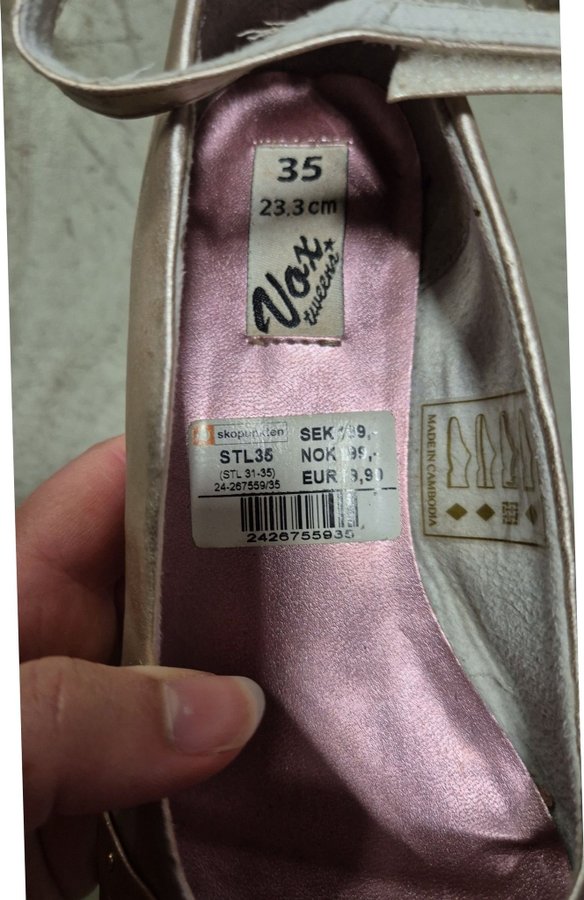 35
23.3 cm
Vox
tweens
skopunkten
STL35
(STL 31-35)
24-267559/35
SEK
NOK
EUR
2426755935
MADE IN CAMBODIA